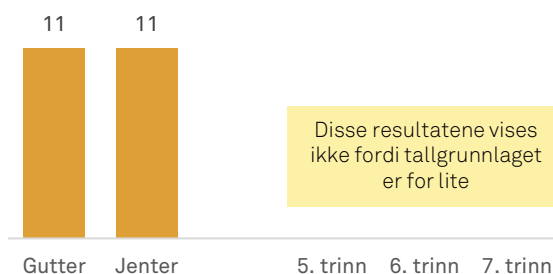 11 11
Disse resultatene vises
ikke fordi tallgrunnlaget
er for lite
Gutter Jenter 5. trinn 6. trinn 7. trinn